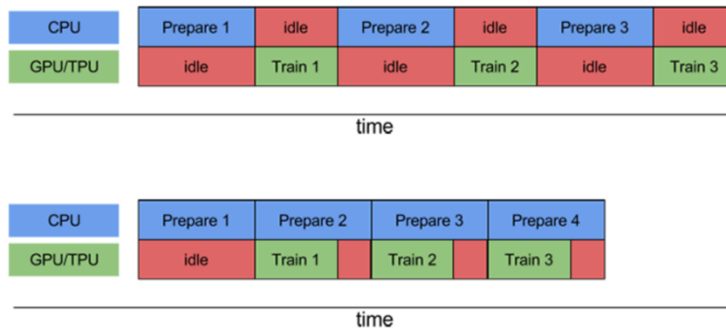 CPU Prepare 1 idle Prepare 2 idle Prepare 3 idle
GPU/TPU idle Train 1 idle Train 2 idle Train 3
time
CPU Prepare 1 Prepare 2 Prepare 3 Prepare 4
GPU/TPU idle Train 1 Train 2 Train 3
time